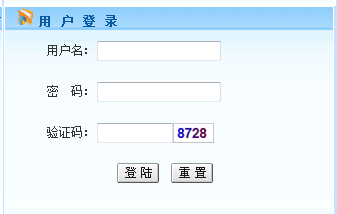 用 户 登 录
用户名：
密　码：
验证码： 8728
登 陆 重 置